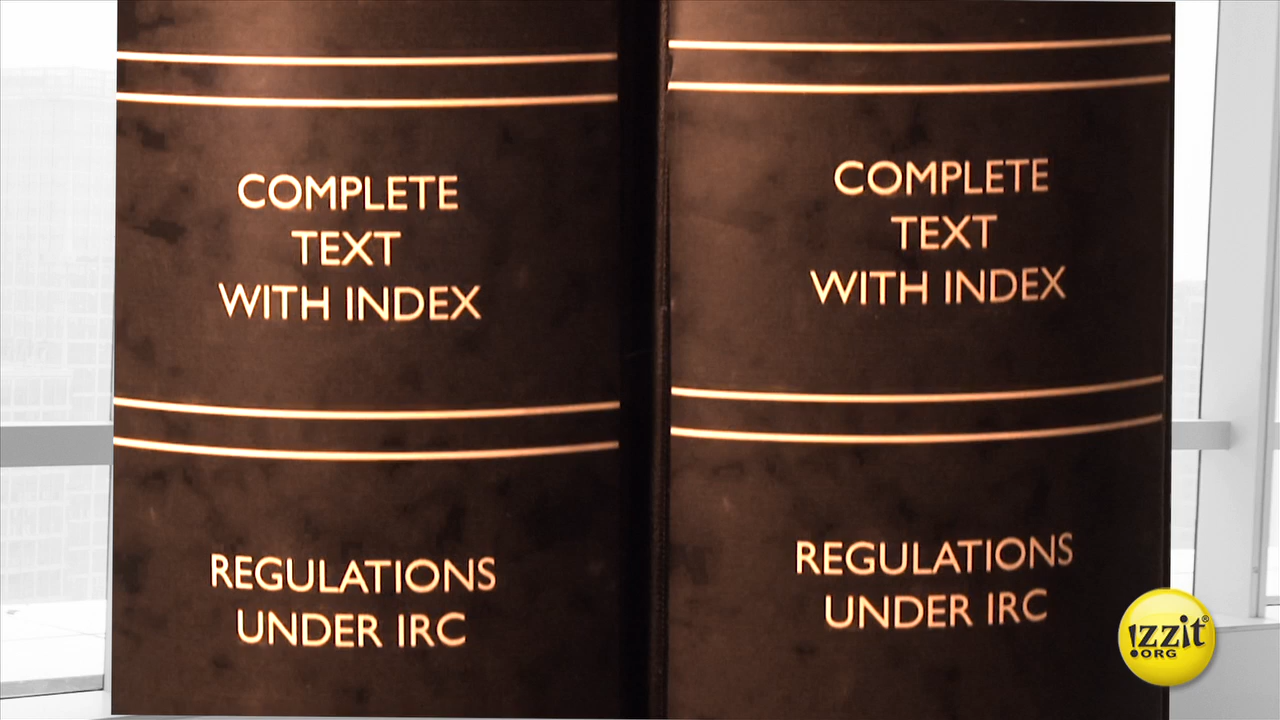 COMPLETE
TEXT
WITH INDEX
REGULATIONS
UNDER IRC
COMPLETE
TEXT
WITH INDEX
REGULATIONS
UNDER IRC
izzit®
.ORG